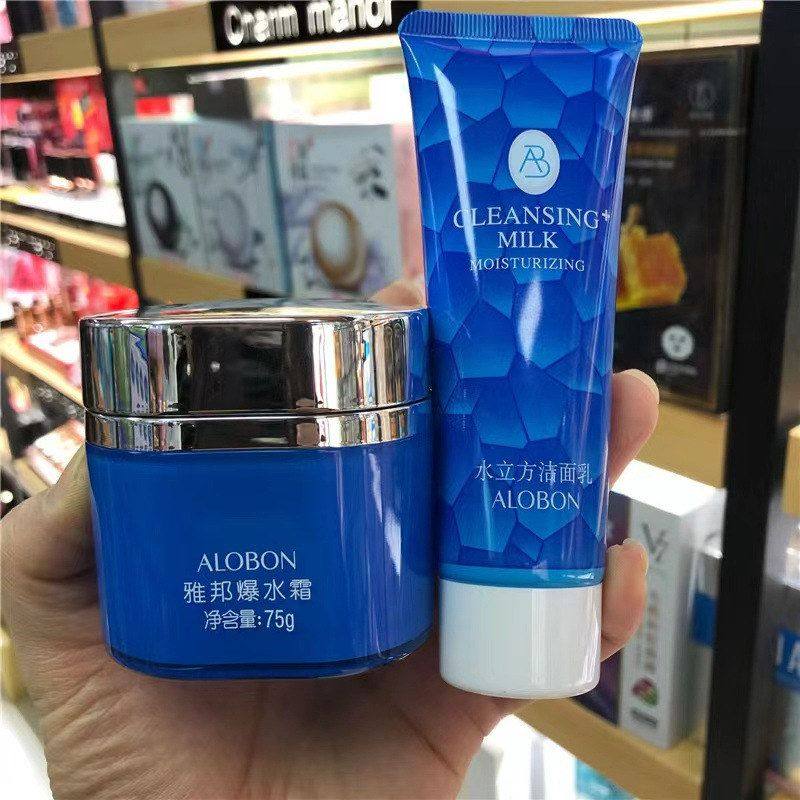 Charm manor
AB
CLEANSING+
MILK
MOISTURIZING
水立方洁面乳
ALOBON
ALOBON
雅邦爆水霜
净含量:75g